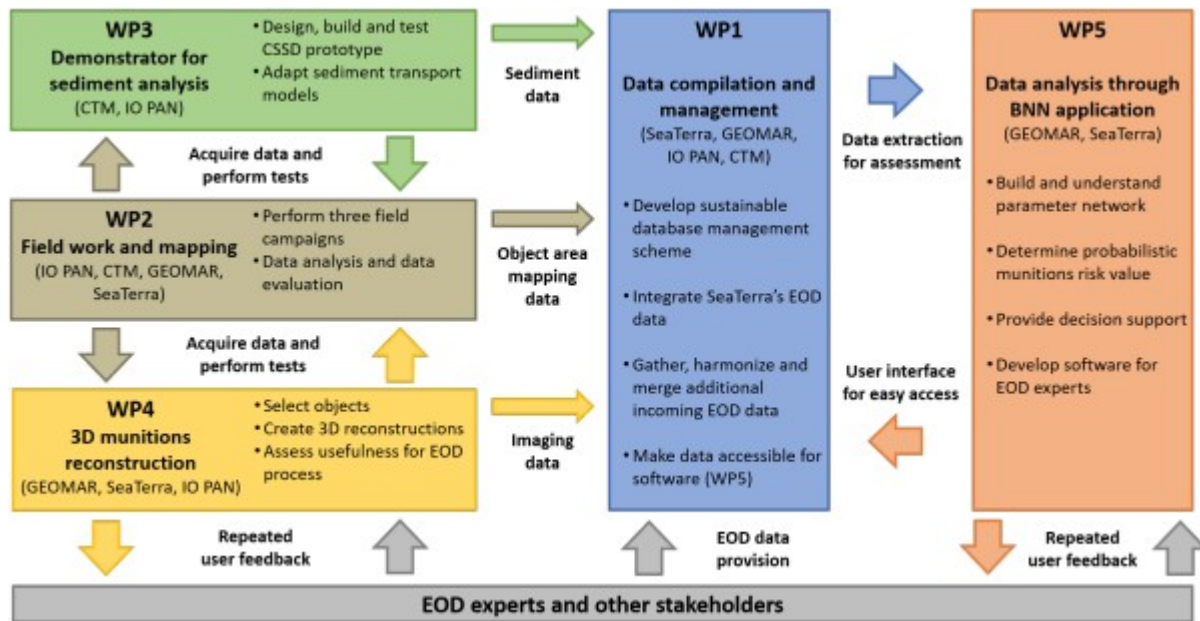 WP3
Demonstrator for
sediment analysis
(CTM, IO PAN)
• Design, build and test
CSSD prototype
• Adapt sediment transport
models
Sediment
data
Acquire data and
perform tests
WP2
Field work and mapping
(IO PAN, CTM, GEOMAR,
SeaTerra)
• Perform three field
campaigns
• Data analysis and data
evaluation
Object area
mapping
data
Acquire data and
perform tests
WP4
3D munitions
reconstruction
(GEOMAR, SeaTerra, IO PAN)
• Select objects
• Create 3D reconstructions
• Assess usefulness for EOD
process
Imaging
data
Repeated
user feedback
WP1
Data compilation and
management
(SeaTerra, GEOMAR,
IO PAN, CTM)
• Develop sustainable
database management
scheme
• Integrate SeaTerra's EOD
data
• Gather, harmonize and
merge additional
incoming EOD data
• Make data accessible for
software (WP5)
EOD data
provision
Data extraction
for assessment
User interface
for easy access
WP5
Data analysis through
BNN application
(GEOMAR, SeaTerra)
• Build and understand
parameter network
• Determine probabilistic
munitions risk value
• Provide decision support
• Develop software for
EOD experts
Repeated
user feedback
EOD experts and other stakeholders